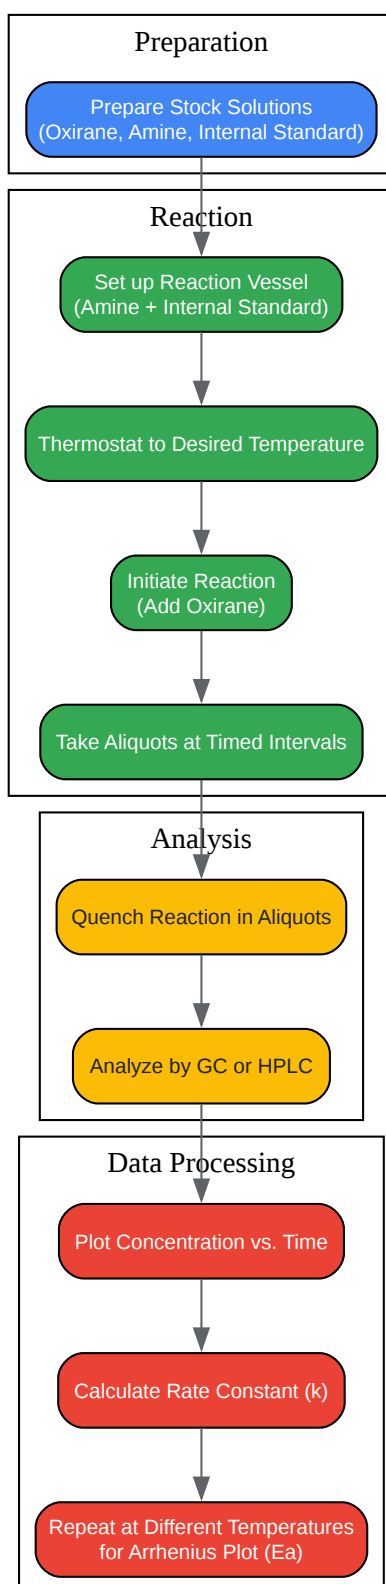 Preparation
Prepare Stock Solutions
(Oxirane, Amine, Internal Standard)
Reaction
Set up Reaction Vessel
(Amine + Internal Standard)
Thermostat to Desired Temperature
Initiate Reaction
(Add Oxirane)
Take Aliquots at Timed Intervals
Analysis
Quench Reaction in Aliquots
Analyze by GC or HPLC
Data Processing
Plot Concentration vs. Time
Calculate Rate Constant (k)
Repeat at Different Temperatures
for Arrhenius Plot (Ea)